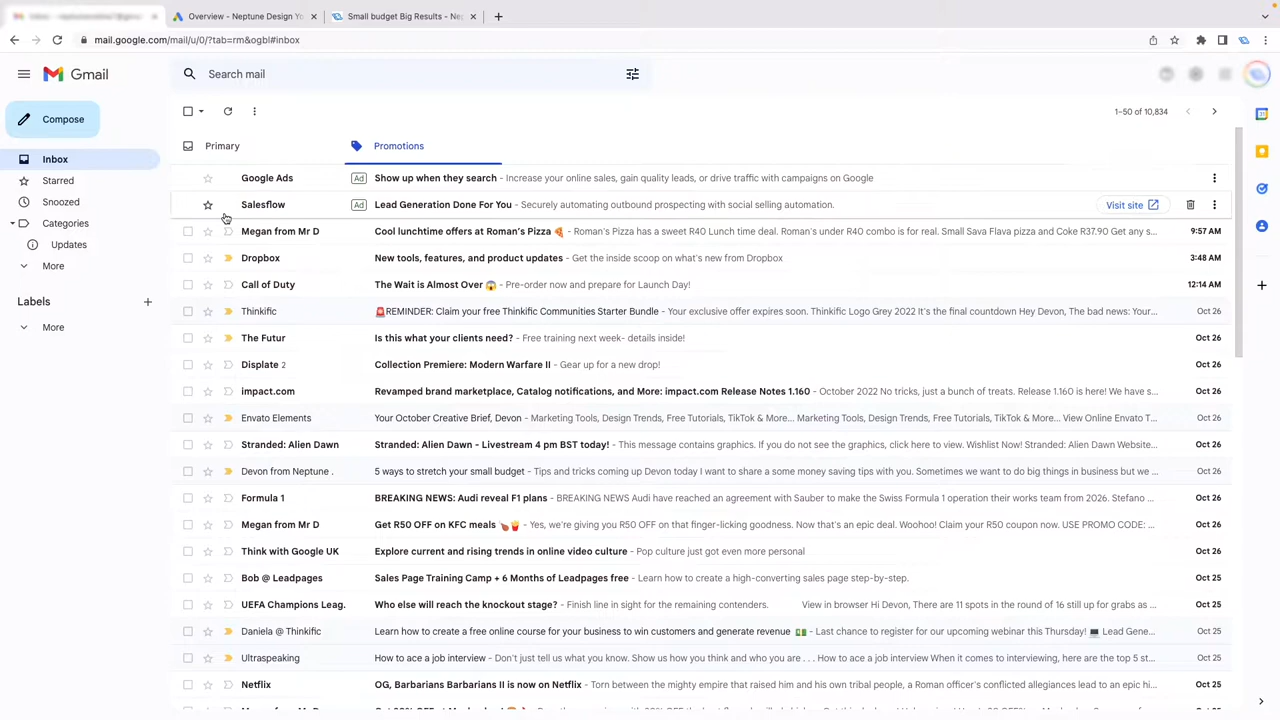 Overview - Neptune Design Yo
Small budget Big Results - Nep
mail.google.com/mail/u/0/?tab=rm&ogbl#inbox
Gmail
Search mail
Compose
1–50 of 10,834
Primary
Promotions
Inbox
Starred
Snoozed
Categories
Updates
More
Labels
More
Google Ads Ad Show up when they search - Increase your online sales, gain quality leads, or drive traffic with campaigns on Google
Salesflow Ad Lead Generation Done For You - Securely automating outbound prospecting with social selling automation. Visit site
Megan from Mr D Cool lunchtime offers at Roman's Pizza 🍕 - Roman's Pizza has a sweet R40 Lunch time deal. Roman's under R40 combo is for real. Small Sava Flava pizza and Coke R37.90 Get any s... 9:57 AM
Dropbox New tools, features, and product updates - Get the inside scoop on what's new from Dropbox 3:48 AM
Call of Duty The Wait is Almost Over 😱 - Pre-order now and prepare for Launch Day! 12:14 AM
Thinkific 🚨REMINDER: Claim your free Thinkific Communities Starter Bundle - Your exclusive offer expires soon. Thinkific Logo Grey 2022 It's the final countdown Hey Devon, The bad news: Your... Oct 26
The Futur Is this what your clients need? - Free training next week- details inside! Oct 26
Displate 2 Collection Premiere: Modern Warfare II - Gear up for a new drop! Oct 26
impact.com Revamped brand marketplace, Catalog notifications, and More: impact.com Release Notes 1.160 - October 2022 No tricks, just a bunch of treats. Release 1.160 is here! We have s... Oct 26
Envato Elements Your October Creative Brief, Devon - Marketing Tools, Design Trends, Free Tutorials, TikTok & More... Marketing Tools, Design Trends, Free Tutorials, TikTok & More... View Online Envato T... Oct 26
Stranded: Alien Dawn Stranded: Alien Dawn - Livestream 4 pm BST today! - This message contains graphics. If you do not see the graphics, click here to view. Wishlist Now! Stranded: Alien Dawn Website... Oct 26
Devon from Neptune . 5 ways to stretch your small budget - Tips and tricks coming up Devon today I want to share a some money saving tips with you. Sometimes we want to do big things in business but we ... Oct 26
Formula 1 BREAKING NEWS: Audi reveal F1 plans - BREAKING NEWS Audi have reached an agreement with Sauber to make the Swiss Formula 1 operation their works team from 2026. Stefano ... Oct 26
Megan from Mr D Get R50 OFF on KFC meals 🍗🍟 - Yes, we're giving you R50 OFF on that finger-licking goodness. Now that's an epic deal. Woohoo! Claim your R50 coupon now. USE PROMO CODE: ... Oct 26
Think with Google UK Explore current and rising trends in online video culture - Pop culture just got even more personal Oct 26
Bob @ Leadpages Sales Page Training Camp + 6 Months of Leadpages free - Learn how to create a high-converting sales page step-by-step. Oct 25
UEFA Champions Leag. Who else will reach the knockout stage? - Finish line in sight for the remaining contenders. View in browser Hi Devon, There are 11 spots in the round of 16 still up for grabs as ... Oct 25
Daniela @ Thinkific Learn how to create a free online course for your business to win customers and generate revenue 💵 - Last chance to register for our upcoming webinar this Thursday! 💻 Lead Gene... Oct 25
Ultraspeaking How to ace a job interview - Don't just tell us what you know. Show us how you think and who you are . . . How to ace a job interview When it comes to interviewing, here are the top 5 st... Oct 25
Netflix OG, Barbarians Barbarians II is now on Netflix - Torn between the mighty empire that raised him and his own tribal people, a Roman officer's conflicted allegiances lead to an epic hi... Oct 25